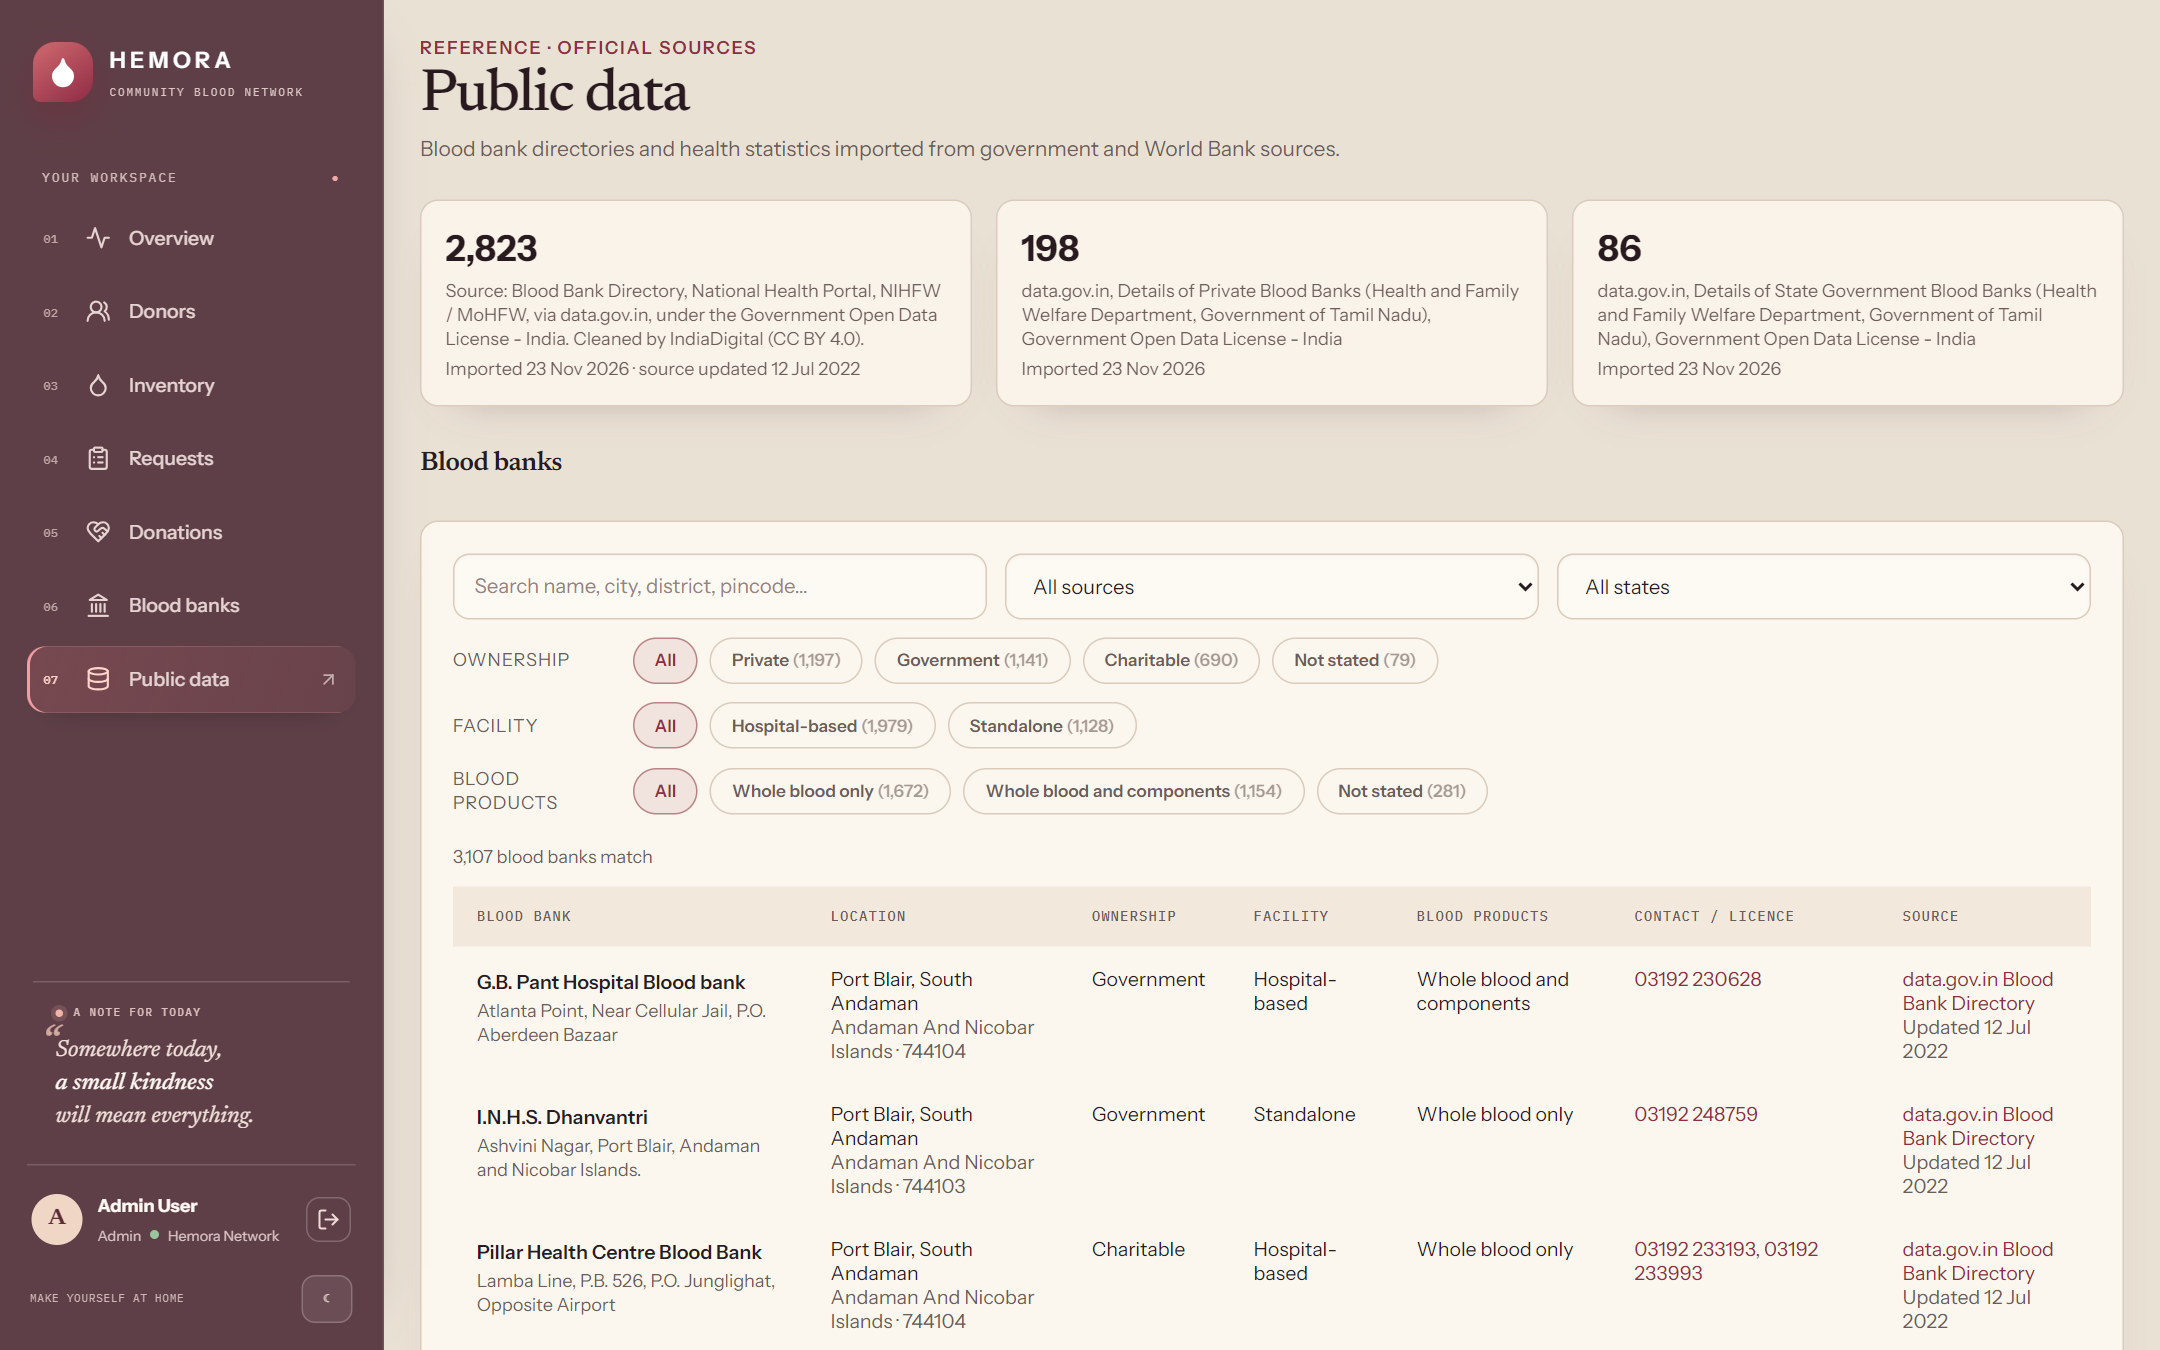 HEMORA
COMMUNITY BLOOD NETWORK
YOUR WORKSPACE
01 Overview
02 Donors
03 Inventory
04 Requests
05 Donations
06 Blood banks
07 Public data
A NOTE FOR TODAY
“
Somewhere today,
a small kindness
will mean everything.
A
Admin User
Admin Hemora Network
MAKE YOURSELF AT HOME
REFERENCE · OFFICIAL SOURCES
Public data
Blood bank directories and health statistics imported from government and World Bank sources.
2,823
Source: Blood Bank Directory, National Health Portal, NIHFW
/ MoHFW, via data.gov.in, under the Government Open Data
License - India. Cleaned by IndiaDigital (CC BY 4.0).
Imported 23 Nov 2026 · source updated 12 Jul 2022
198
data.gov.in, Details of Private Blood Banks (Health and Family
Welfare Department, Government of Tamil Nadu),
Government Open Data License - India
Imported 23 Nov 2026
86
data.gov.in, Details of State Government Blood Banks (Health
and Family Welfare Department, Government of Tamil
Nadu), Government Open Data License - India
Imported 23 Nov 2026
Blood banks
Search name, city, district, pincode...
All sources
All states
OWNERSHIP All Private (1,197) Government (1,141) Charitable (690) Not stated (79)
FACILITY All Hospital-based (1,979) Standalone (1,128)
BLOOD
PRODUCTS
All Whole blood only (1,672) Whole blood and components (1,154) Not stated (281)
3,107 blood banks match
BLOOD BANK LOCATION OWNERSHIP FACILITY BLOOD PRODUCTS CONTACT / LICENCE SOURCE
G.B. Pant Hospital Blood bank
Atlanta Point, Near Cellular Jail, P.O.
Aberdeen Bazaar
Port Blair, South
Andaman
Andaman And Nicobar
Islands · 744104
Government
Hospital-
based
Whole blood and
components
03192 230628
data.gov.in Blood
Bank Directory
Updated 12 Jul
2022
I.N.H.S. Dhanvantri
Ashvini Nagar, Port Blair, Andaman
and Nicobar Islands.
Port Blair, South
Andaman
Andaman And Nicobar
Islands · 744103
Government
Standalone
Whole blood only
03192 248759
data.gov.in Blood
Bank Directory
Updated 12 Jul
2022
Pillar Health Centre Blood Bank
Lamba Line, P.B. 526, P.O. Junglighat,
Opposite Airport
Port Blair, South
Andaman
Andaman And Nicobar
Islands · 744104
Charitable
Hospital-
based
Whole blood only
03192 233193, 03192
233993
data.gov.in Blood
Bank Directory
Updated 12 Jul
2022